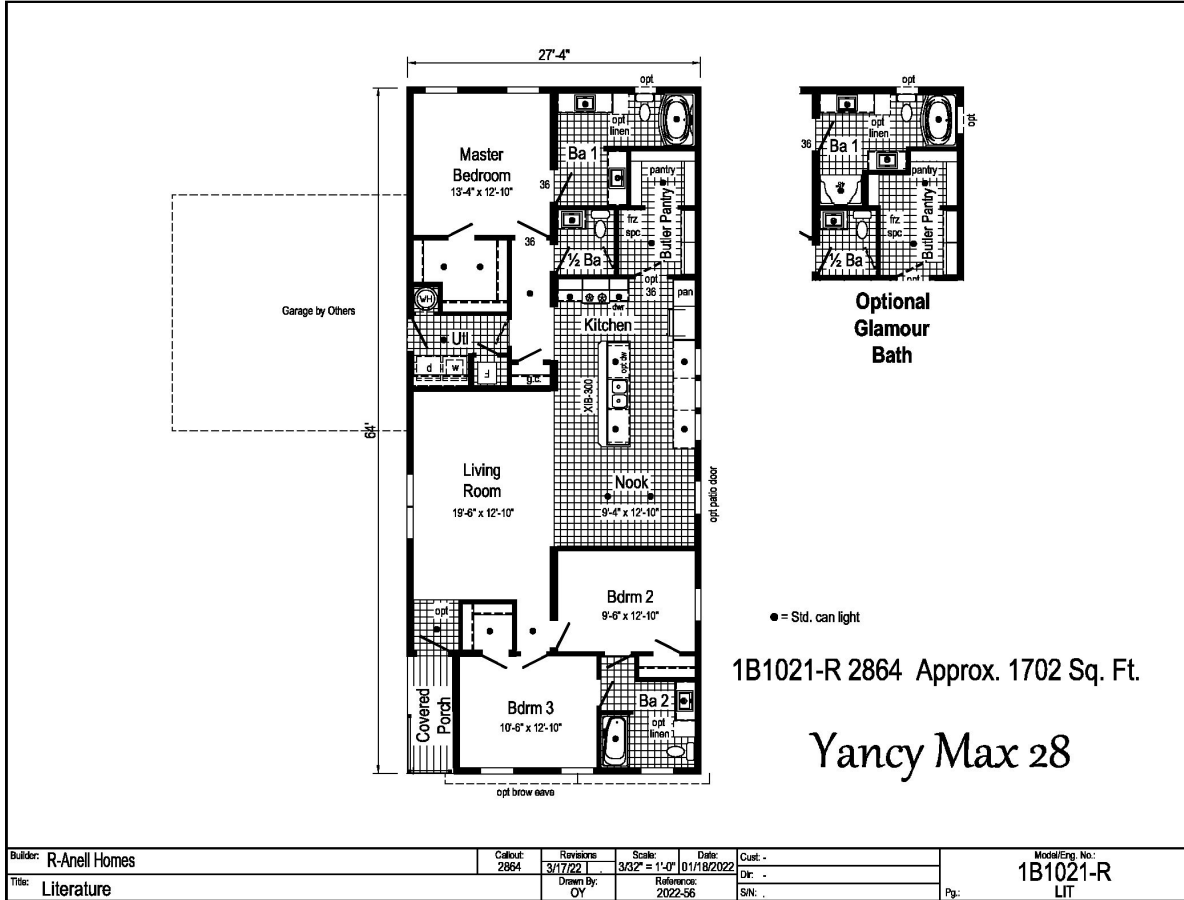 27'-4"
opt
opt
Master
Bedroom
13'-4" x 12'-10"
opt
linen
Ba 1
36
pantry
frz
spc
Butler Pantry
36
½ Ba
opt
36
pan
dwr
Kitchen
WH
Utl
d
w
F
g.c.
XIB-300
opt dw
Garage by Others
64'
Living
Room
19'-6" x 12'-10"
Nook
9'-4" x 12'-10"
opt patio door
Bdrm 2
9'-6" x 12'-10"
opt
Covered
Porch
Bdrm 3
10'-6" x 12'-10"
Ba 2
opt
linen
opt brow eave
opt
linen
opt
36
Ba 1
pantry
frz
spc
Butler Pantry
½ Ba
Optional
Glamour
Bath
= Std. can light
1B1021-R 2864 Approx. 1702 Sq. Ft.
Yancy Max 28
Builder: R-Anell Homes
Title: Literature
Callout:
2864
Revisions
3/17/22
Scale:
3/32" = 1'-0"
Date:
01/18/2022
Drawn By:
OY
Reference:
2022-56
Cust: -
Dir: -
S/N: .
Model/Eng. No.:
1B1021-R
Pg.: LIT